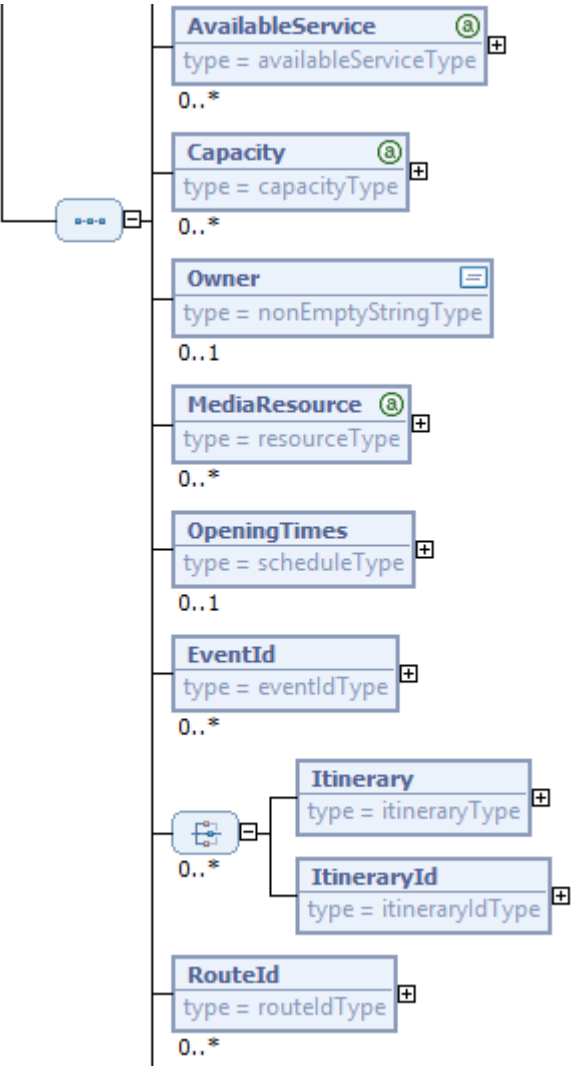 AvailableService
type = availableServiceType
0..*
Capacity
type = capacityType
0..*
Owner
type = nonEmptyStringType
0..1
MediaResource
type = resourceType
0..*
OpeningTimes
type = scheduleType
0..1
EventId
type = eventIdType
0..*
Itinerary
type = itineraryType
0..*
ItineraryId
type = itineraryIdType
RouteId
type = routeIdType
0..*